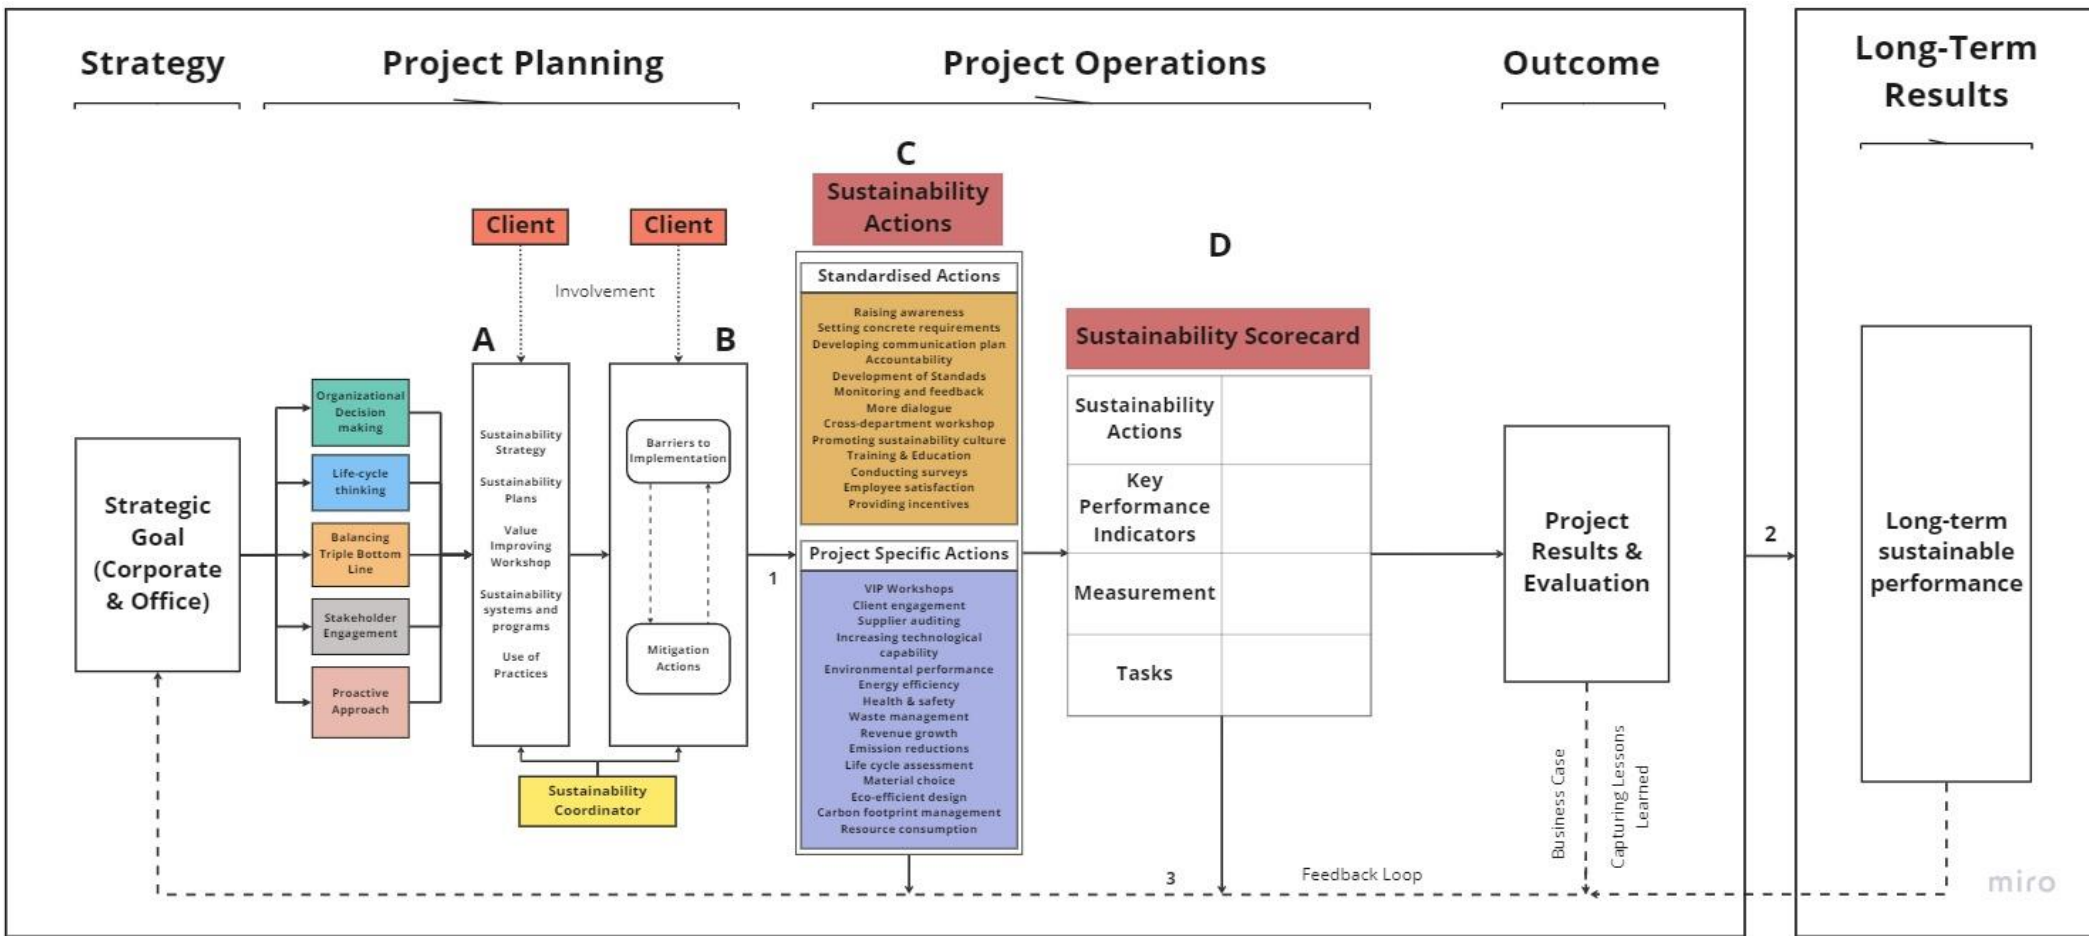 Strategy
Project Planning
Project Operations
Outcome
Long-Term
Results
Strategic
Goal
(Corporate
& Office)
Organizational
Decision
making
Life-cycle
thinking
Balancing
Triple Bottom
Line
Stakeholder
Engagement
Proactive
Approach
Client
Client
Involvement
A
Sustainability
Strategy
Sustainability
Plans
Value
Improving
Workshop
Sustainability
systems and
programs
Use of
Practices
B
Barriers to
Implementation
Mitigation
Actions
Sustainability
Coordinator
1
C
Sustainability
Actions
Standardised Actions
Raising awareness
Setting concrete requirements
Developing communication plan
Accountability
Development of Standads
Monitoring and feedback
More dialogue
Cross-department workshop
Promoting sustainability culture
Training & Education
Conducting surveys
Employee satisfaction
Providing incentives
Project Specific Actions
VIP Workshops
Client engagement
Supplier auditing
Increasing technological
capability
Environmental performance
Energy efficiency
Health & safety
Waste management
Revenue growth
Emission reductions
Life cycle assessment
Material choice
Eco-efficient design
Carbon footprint management
Resource consumption
D
Sustainability Scorecard
Sustainability
Actions
Key
Performance
Indicators
Measurement
Tasks
Project
Results &
Evaluation
Business Case
Capturing Lessons
Learned
2
Long-term
sustainable
performance
3
Feedback Loop
miro